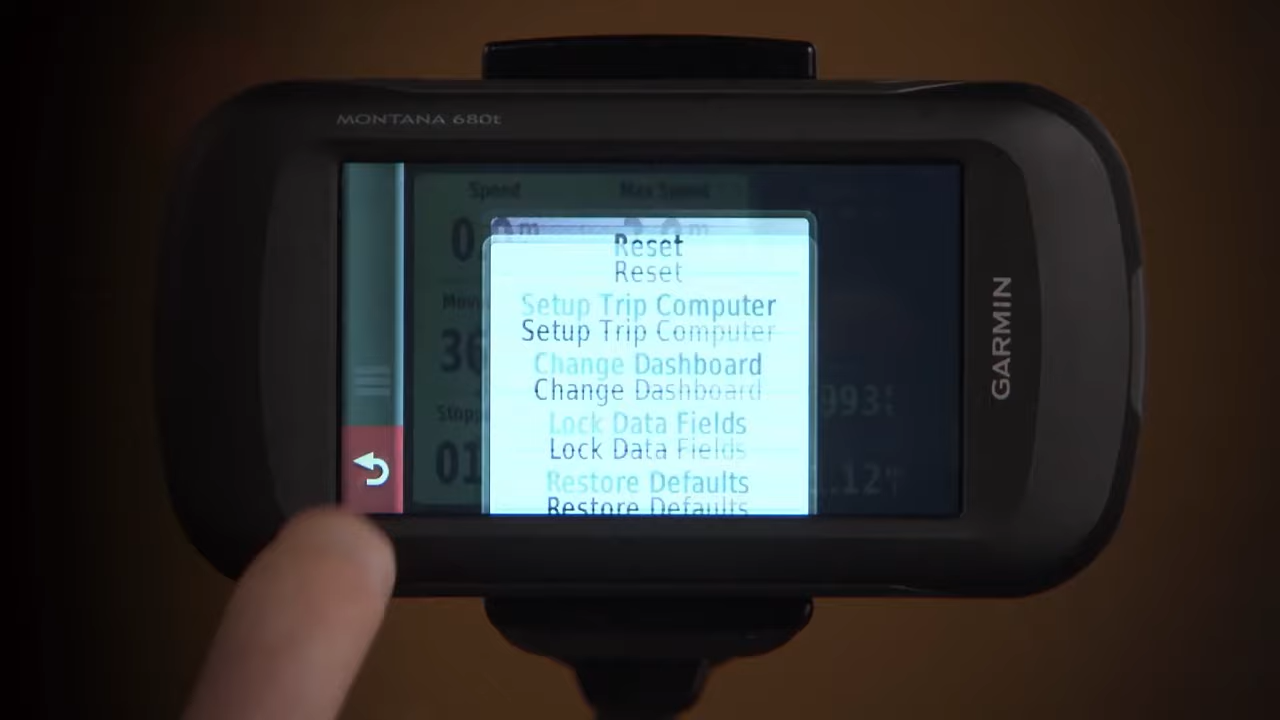 MONTANA 680t
Speed
Max Speed
Reset
Reset
Setup Trip Computer
Setup Trip Computer
Change Dashboard
Change Dashboard
Lock Data Fields
Lock Data Fields
Restore Defaults
Restore Defaults
GARMIN